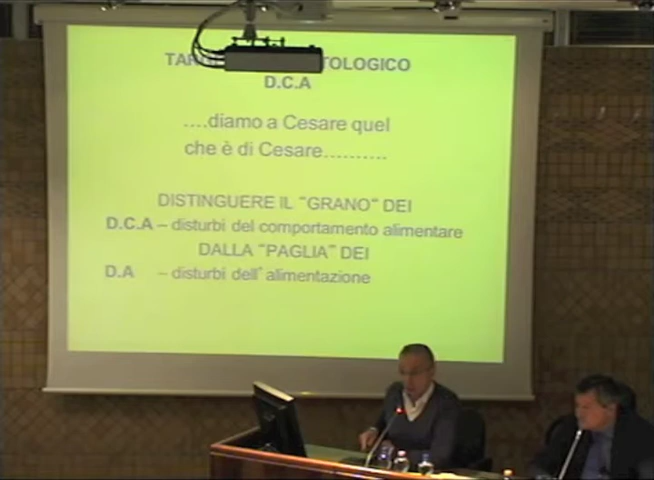 TOLOGICO
D.C.A
....diamo a Cesare quel
che è di Cesare..........
DISTINGUERE IL "GRANO" DEI
D.C.A – disturbi del comportamento alimentare
DALLA "PAGLIA" DEI
D.A – disturbi dell'alimentazione